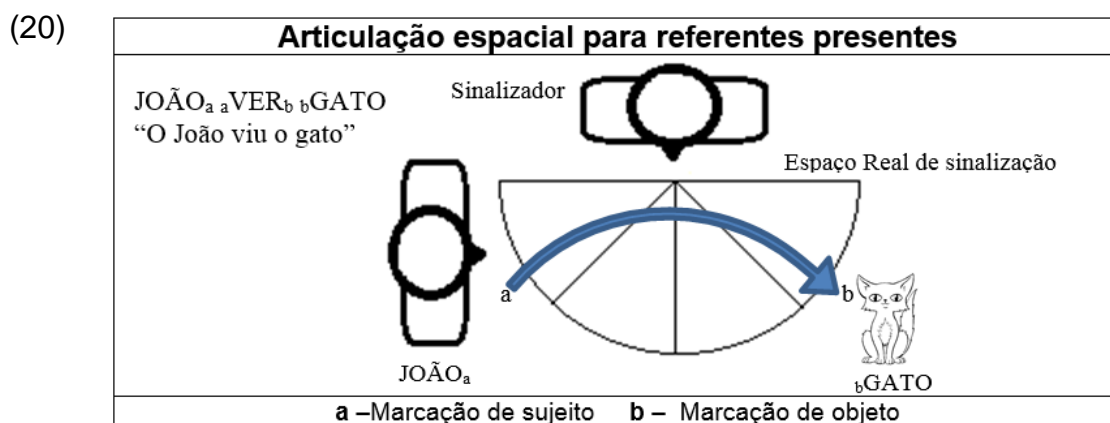 (20)
Articulação espacial para referentes presentes
JOÃOa aVERb bGATO
“O João viu o gato”
Sinalizador
Espaço Real de sinalização
a
b
JOÃOa
bGATO
a –Marcação de sujeito b – Marcação de objeto